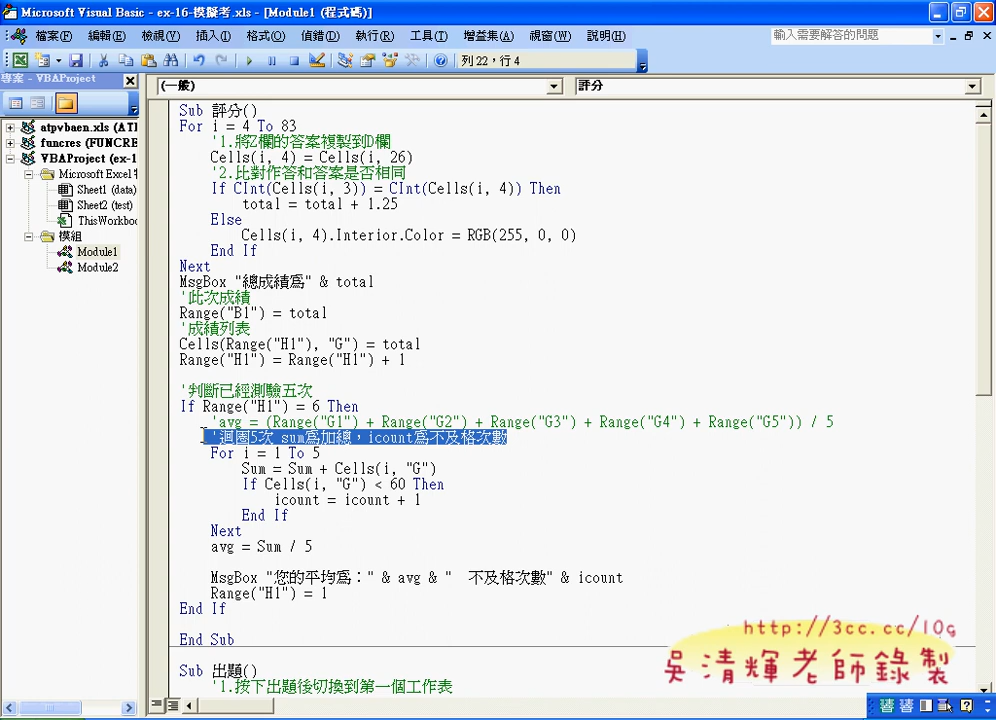 Microsoft Visual Basic - ex-16-模擬考.xls - [Module1 (程式碼)]
檔案(F) 編輯(E) 檢視(V) 插入(I) 格式(O) 偵錯(D) 執行(R) 工具(T) 增益集(A) 視窗(W) 說明(H) 輸入需要解答的問題
列 22，行 4
專案 - VBAProject
(一般) 評分
atpvbaen.xls (ATI
funcres (FUNCRE
VBAProject (ex-1
Microsoft Excel
Sheet1 (data)
Sheet2 (test)
ThisWorkbo
模組
Module1
Module2
Sub 評分()
For i = 4 To 83
'1.將Z欄的答案複製到D欄
Cells(i, 4) = Cells(i, 26)
'2.比對作答和答案是否相同
If CInt(Cells(i, 3)) = CInt(Cells(i, 4)) Then
total = total + 1.25
Else
Cells(i, 4).Interior.Color = RGB(255, 0, 0)
End If
Next
MsgBox "總成績為" & total
'此次成績
Range("B1") = total
'成績列表
Cells(Range("H1"), "G") = total
Range("H1") = Range("H1") + 1
'判斷已經測驗五次
If Range("H1") = 6 Then
'avg = (Range("G1") + Range("G2") + Range("G3") + Range("G4") + Range("G5")) / 5
'迴圈5次 sum為加總，icount為不及格次數
For i = 1 To 5
Sum = Sum + Cells(i, "G")
If Cells(i, "G") < 60 Then
icount = icount + 1
End If
Next
avg = Sum / 5
MsgBox "您的平均為：" & avg & "  不及格次數" & icount
Range("H1") = 1
End If
End Sub
Sub 出題()
'1.按下出題後切換到第一個工作表
http://3cc.cc/10g
吳清輝老師錄製